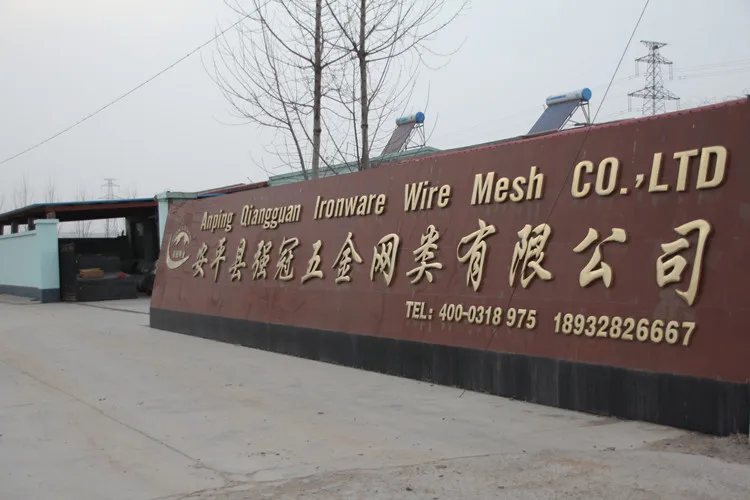 Anping Qiangguan Ironware Wire Mesh CO.,LTD
安平县强冠五金网类有限公司
TEL: 400-0318 975 18932826667